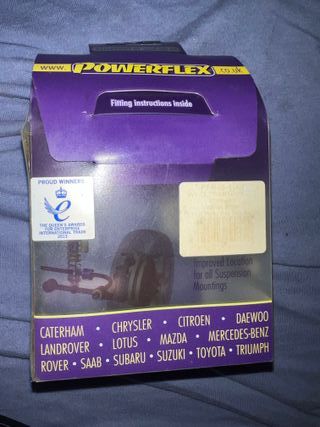 www. POWERFLEX .co.uk
Fitting instructions inside
PROUD WINNERS
THE QUEEN'S AWARDS
FOR ENTERPRISE:
INTERNATIONAL TRADE
2013
Improved Location
for all Suspension
Mountings
CATERHAM • CHRYSLER • CITROEN • DAEWOO
LANDROVER • LOTUS • MAZDA • MERCEDES-BENZ
ROVER • SAAB • SUBARU • SUZUKI • TOYOTA • TRIUMPH